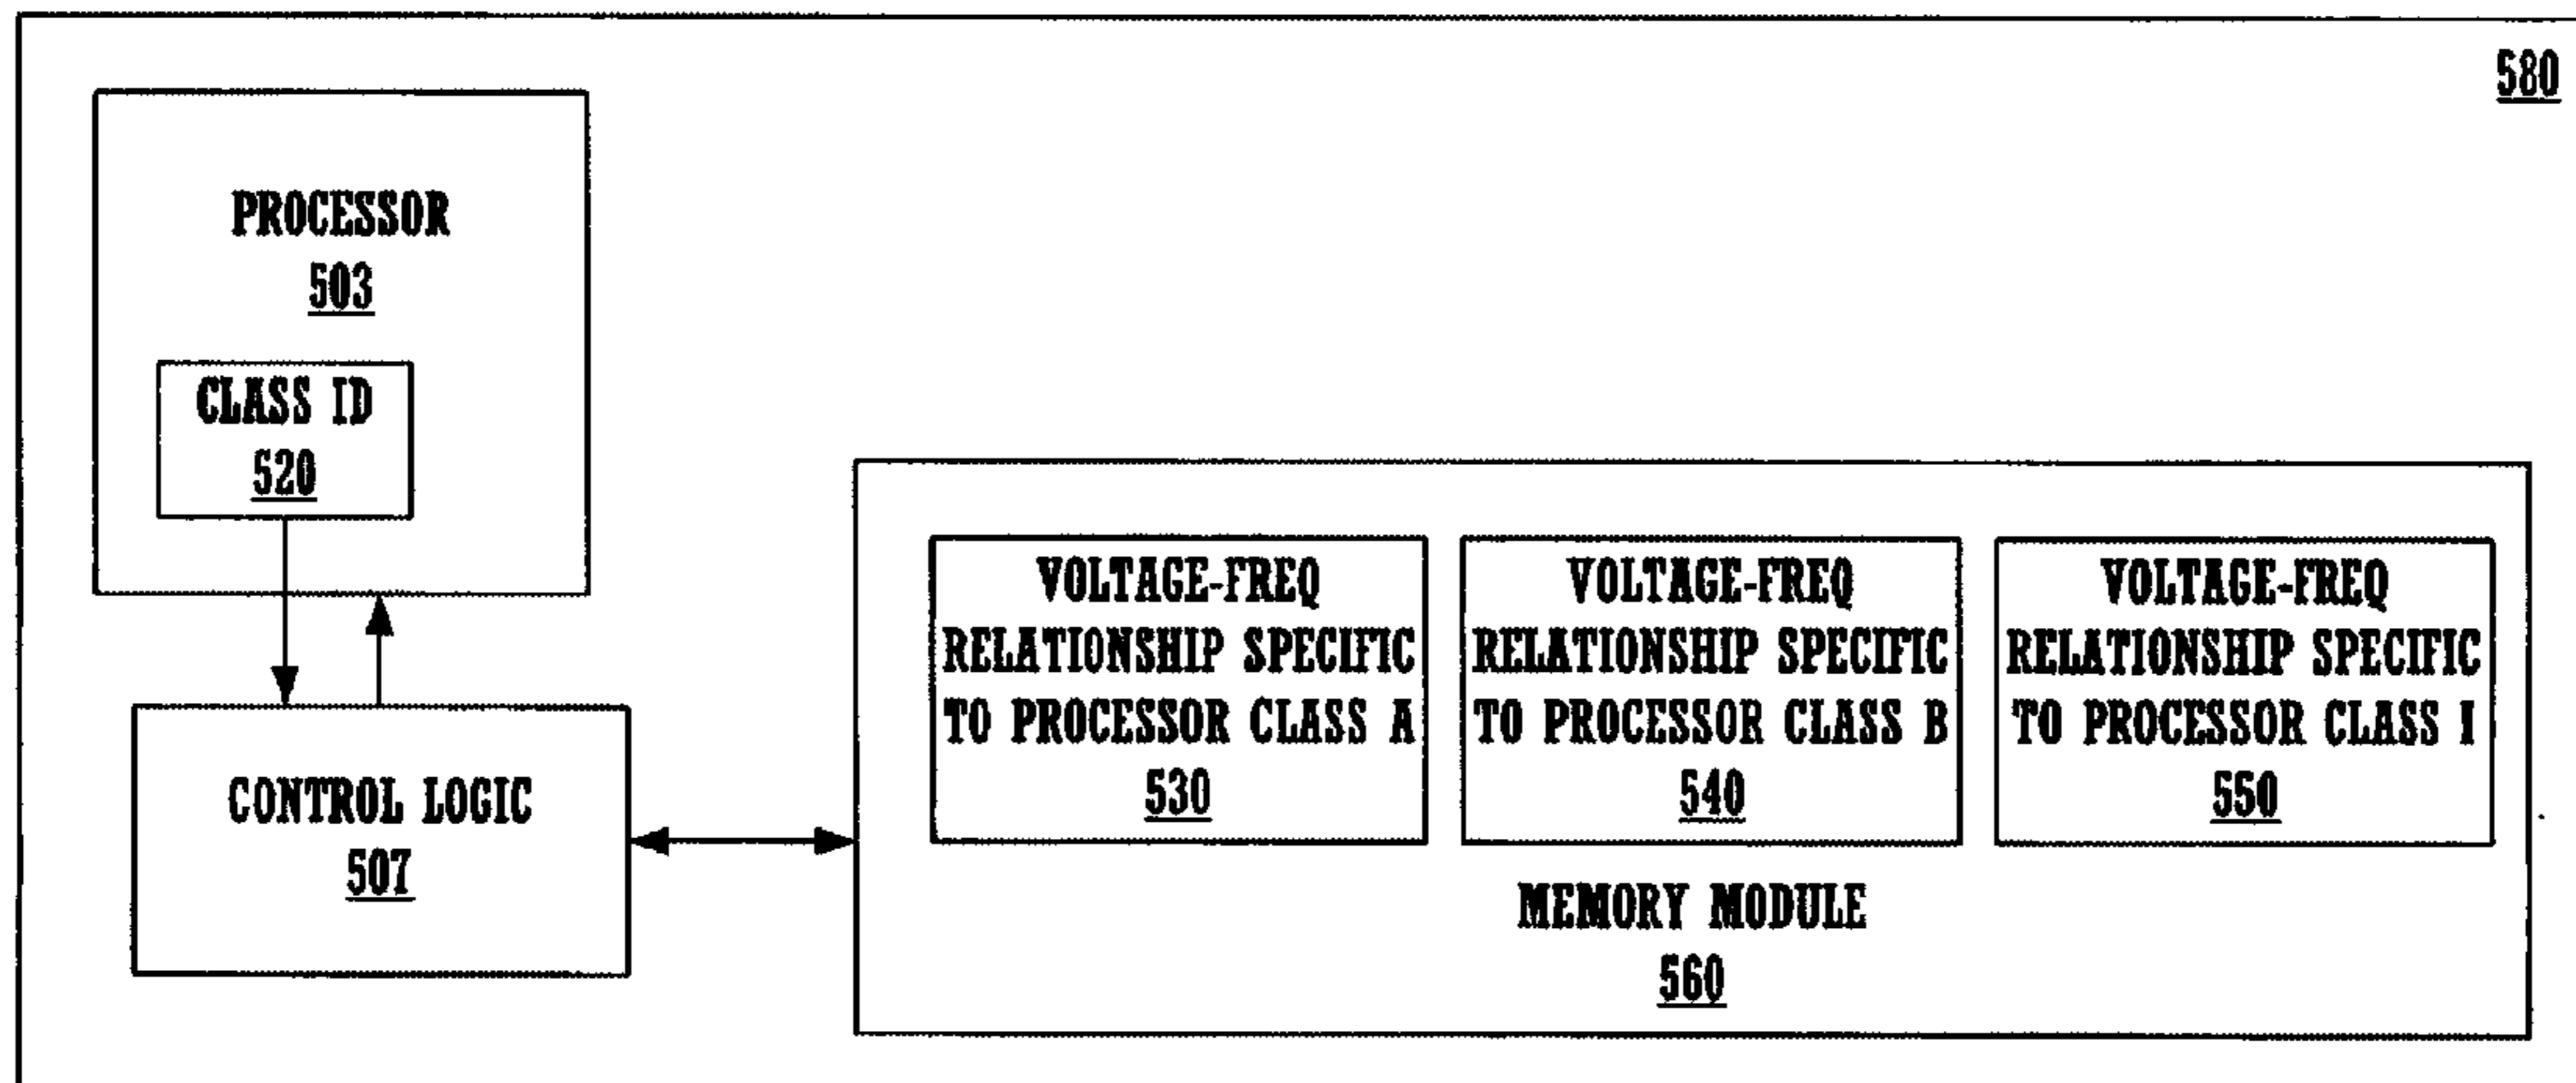 580
PROCESSOR
503
CLASS ID
520
CONTROL LOGIC
507
VOLTAGE-FREQ
RELATIONSHIP SPECIFIC
TO PROCESSOR CLASS A
530
VOLTAGE-FREQ
RELATIONSHIP SPECIFIC
TO PROCESSOR CLASS B
540
VOLTAGE-FREQ
RELATIONSHIP SPECIFIC
TO PROCESSOR CLASS I
550
MEMORY MODULE
560